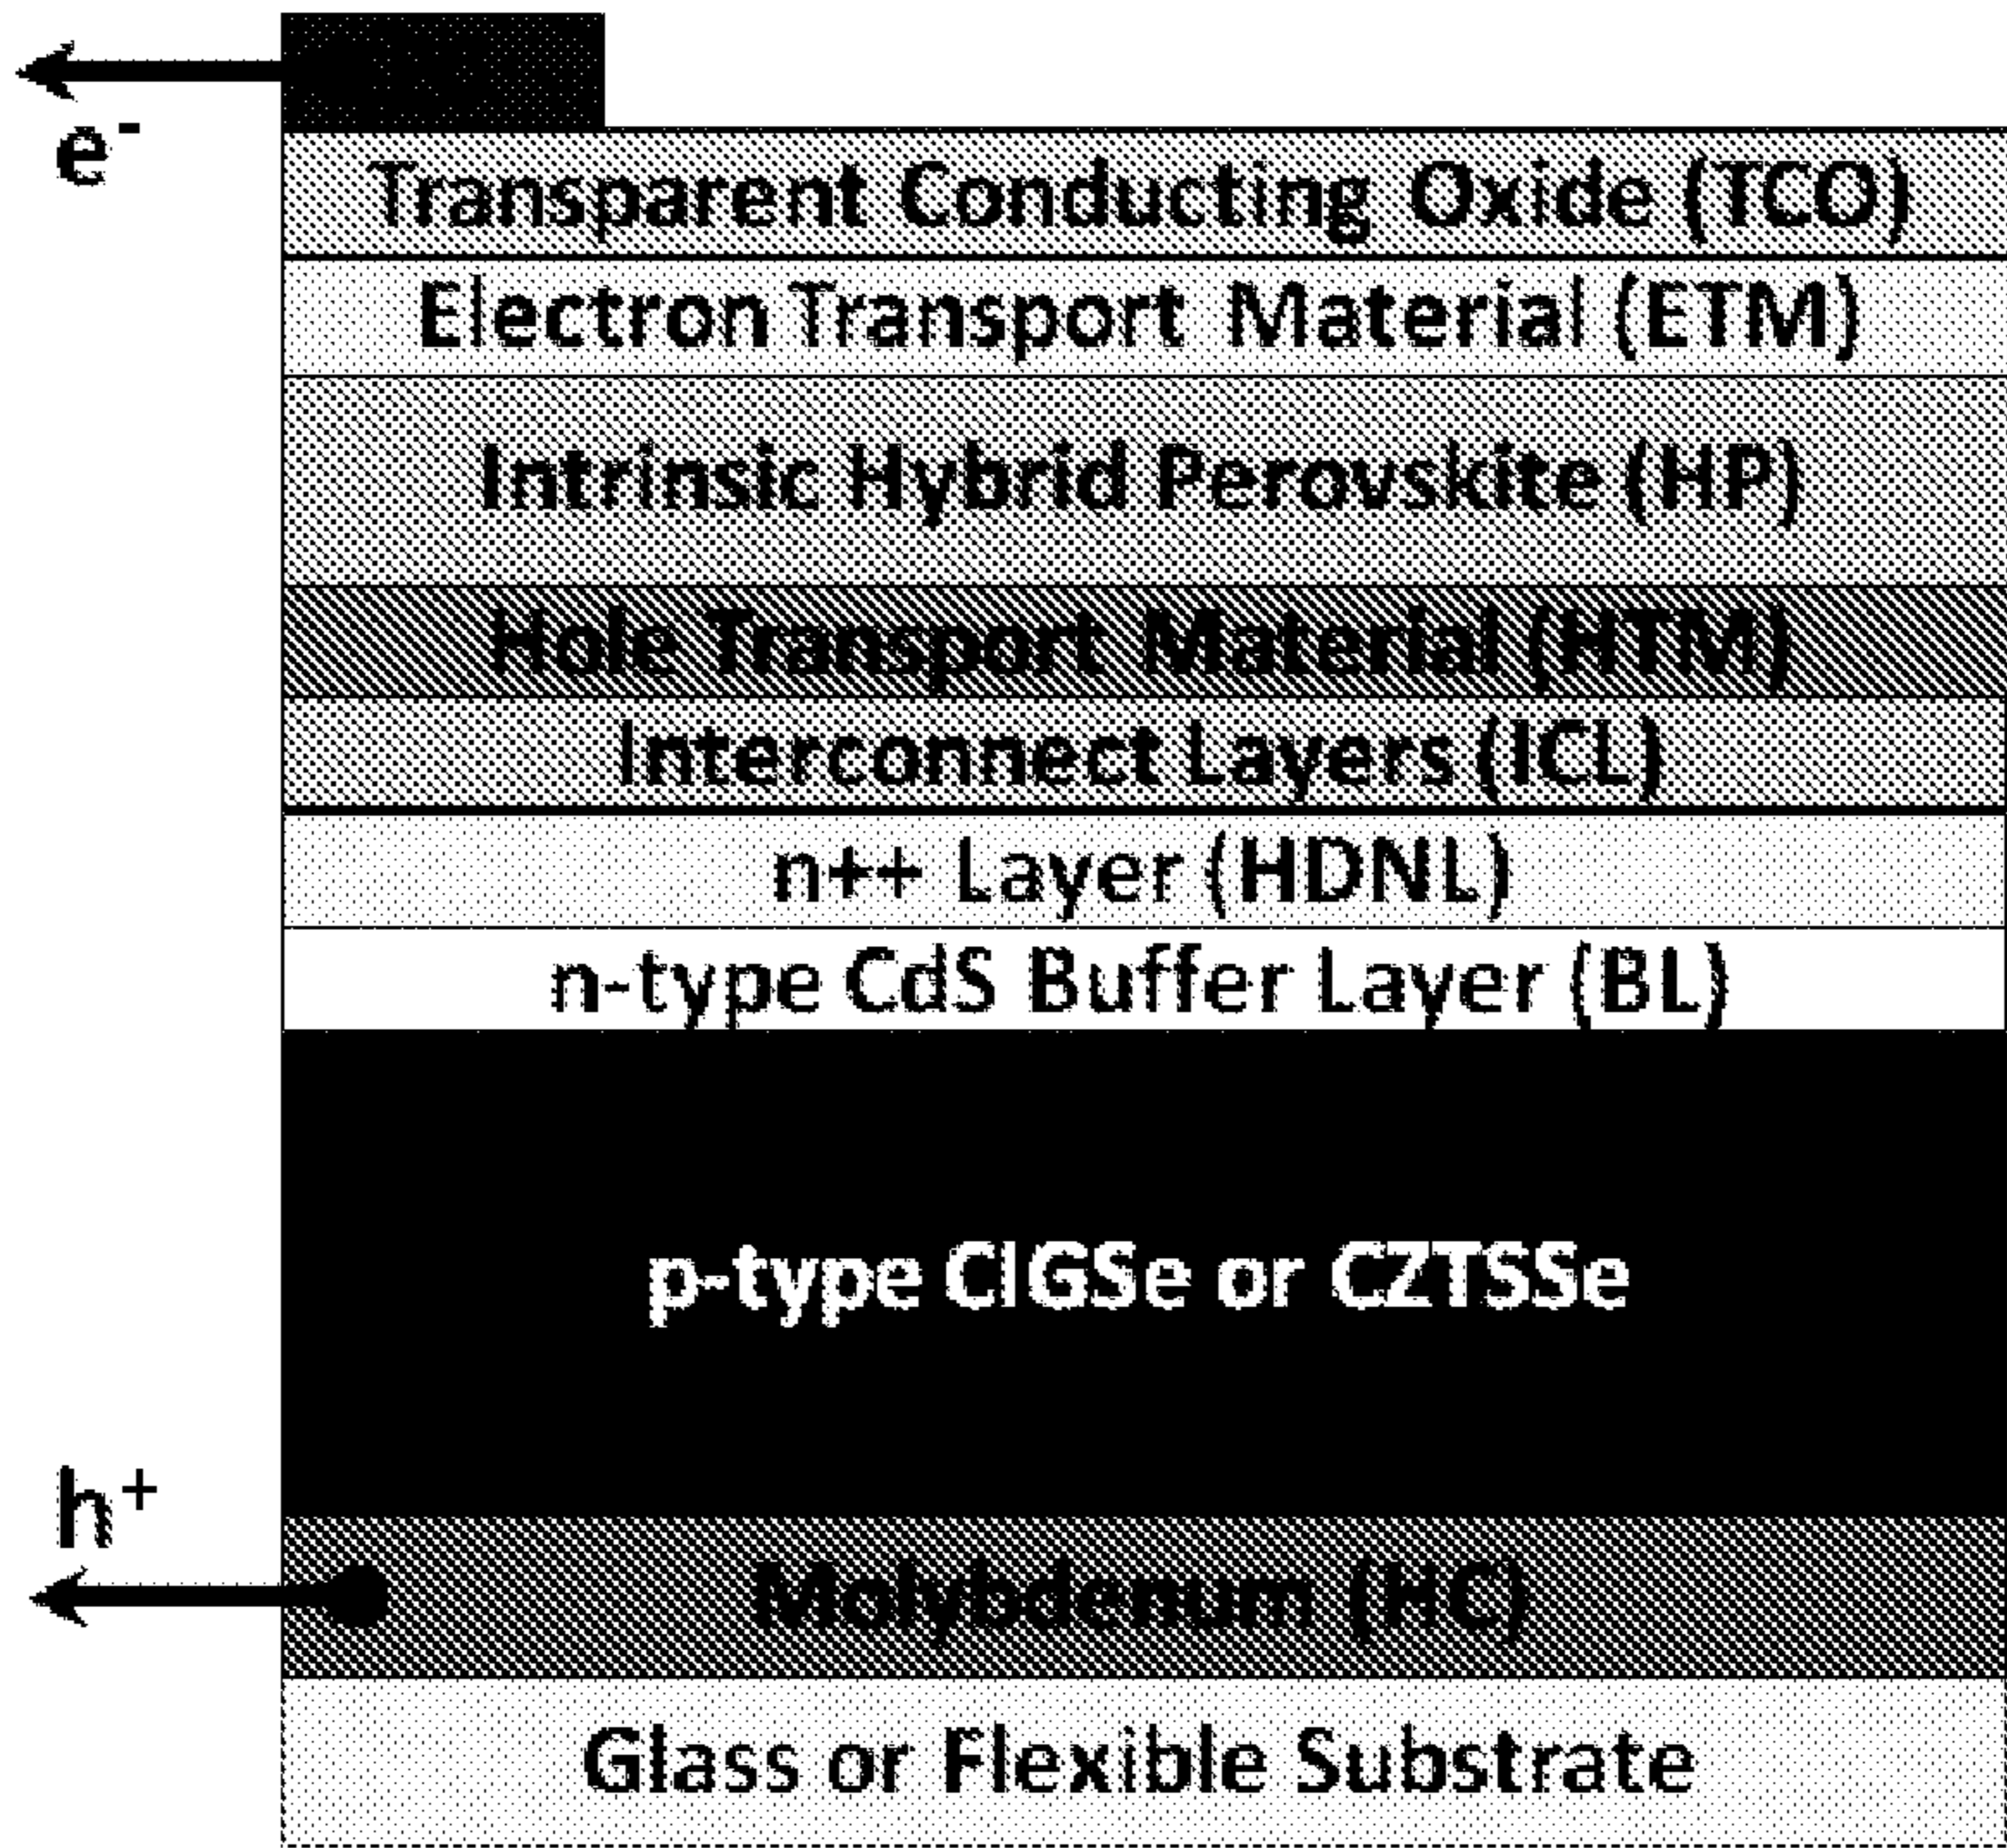 e⁻
Transparent Conducting Oxide (TCO)
Electron Transport Material (ETM)
Intrinsic Hybrid Perovskite (HP)
Hole Transport Material (HTM)
Interconnect Layers (ICL)
n++ Layer (HDNL)
n-type CdS Buffer Layer (BL)
p-type CIGSe or CZTSSe
h⁺
Molybdenum (HC)
Glass or Flexible Substrate